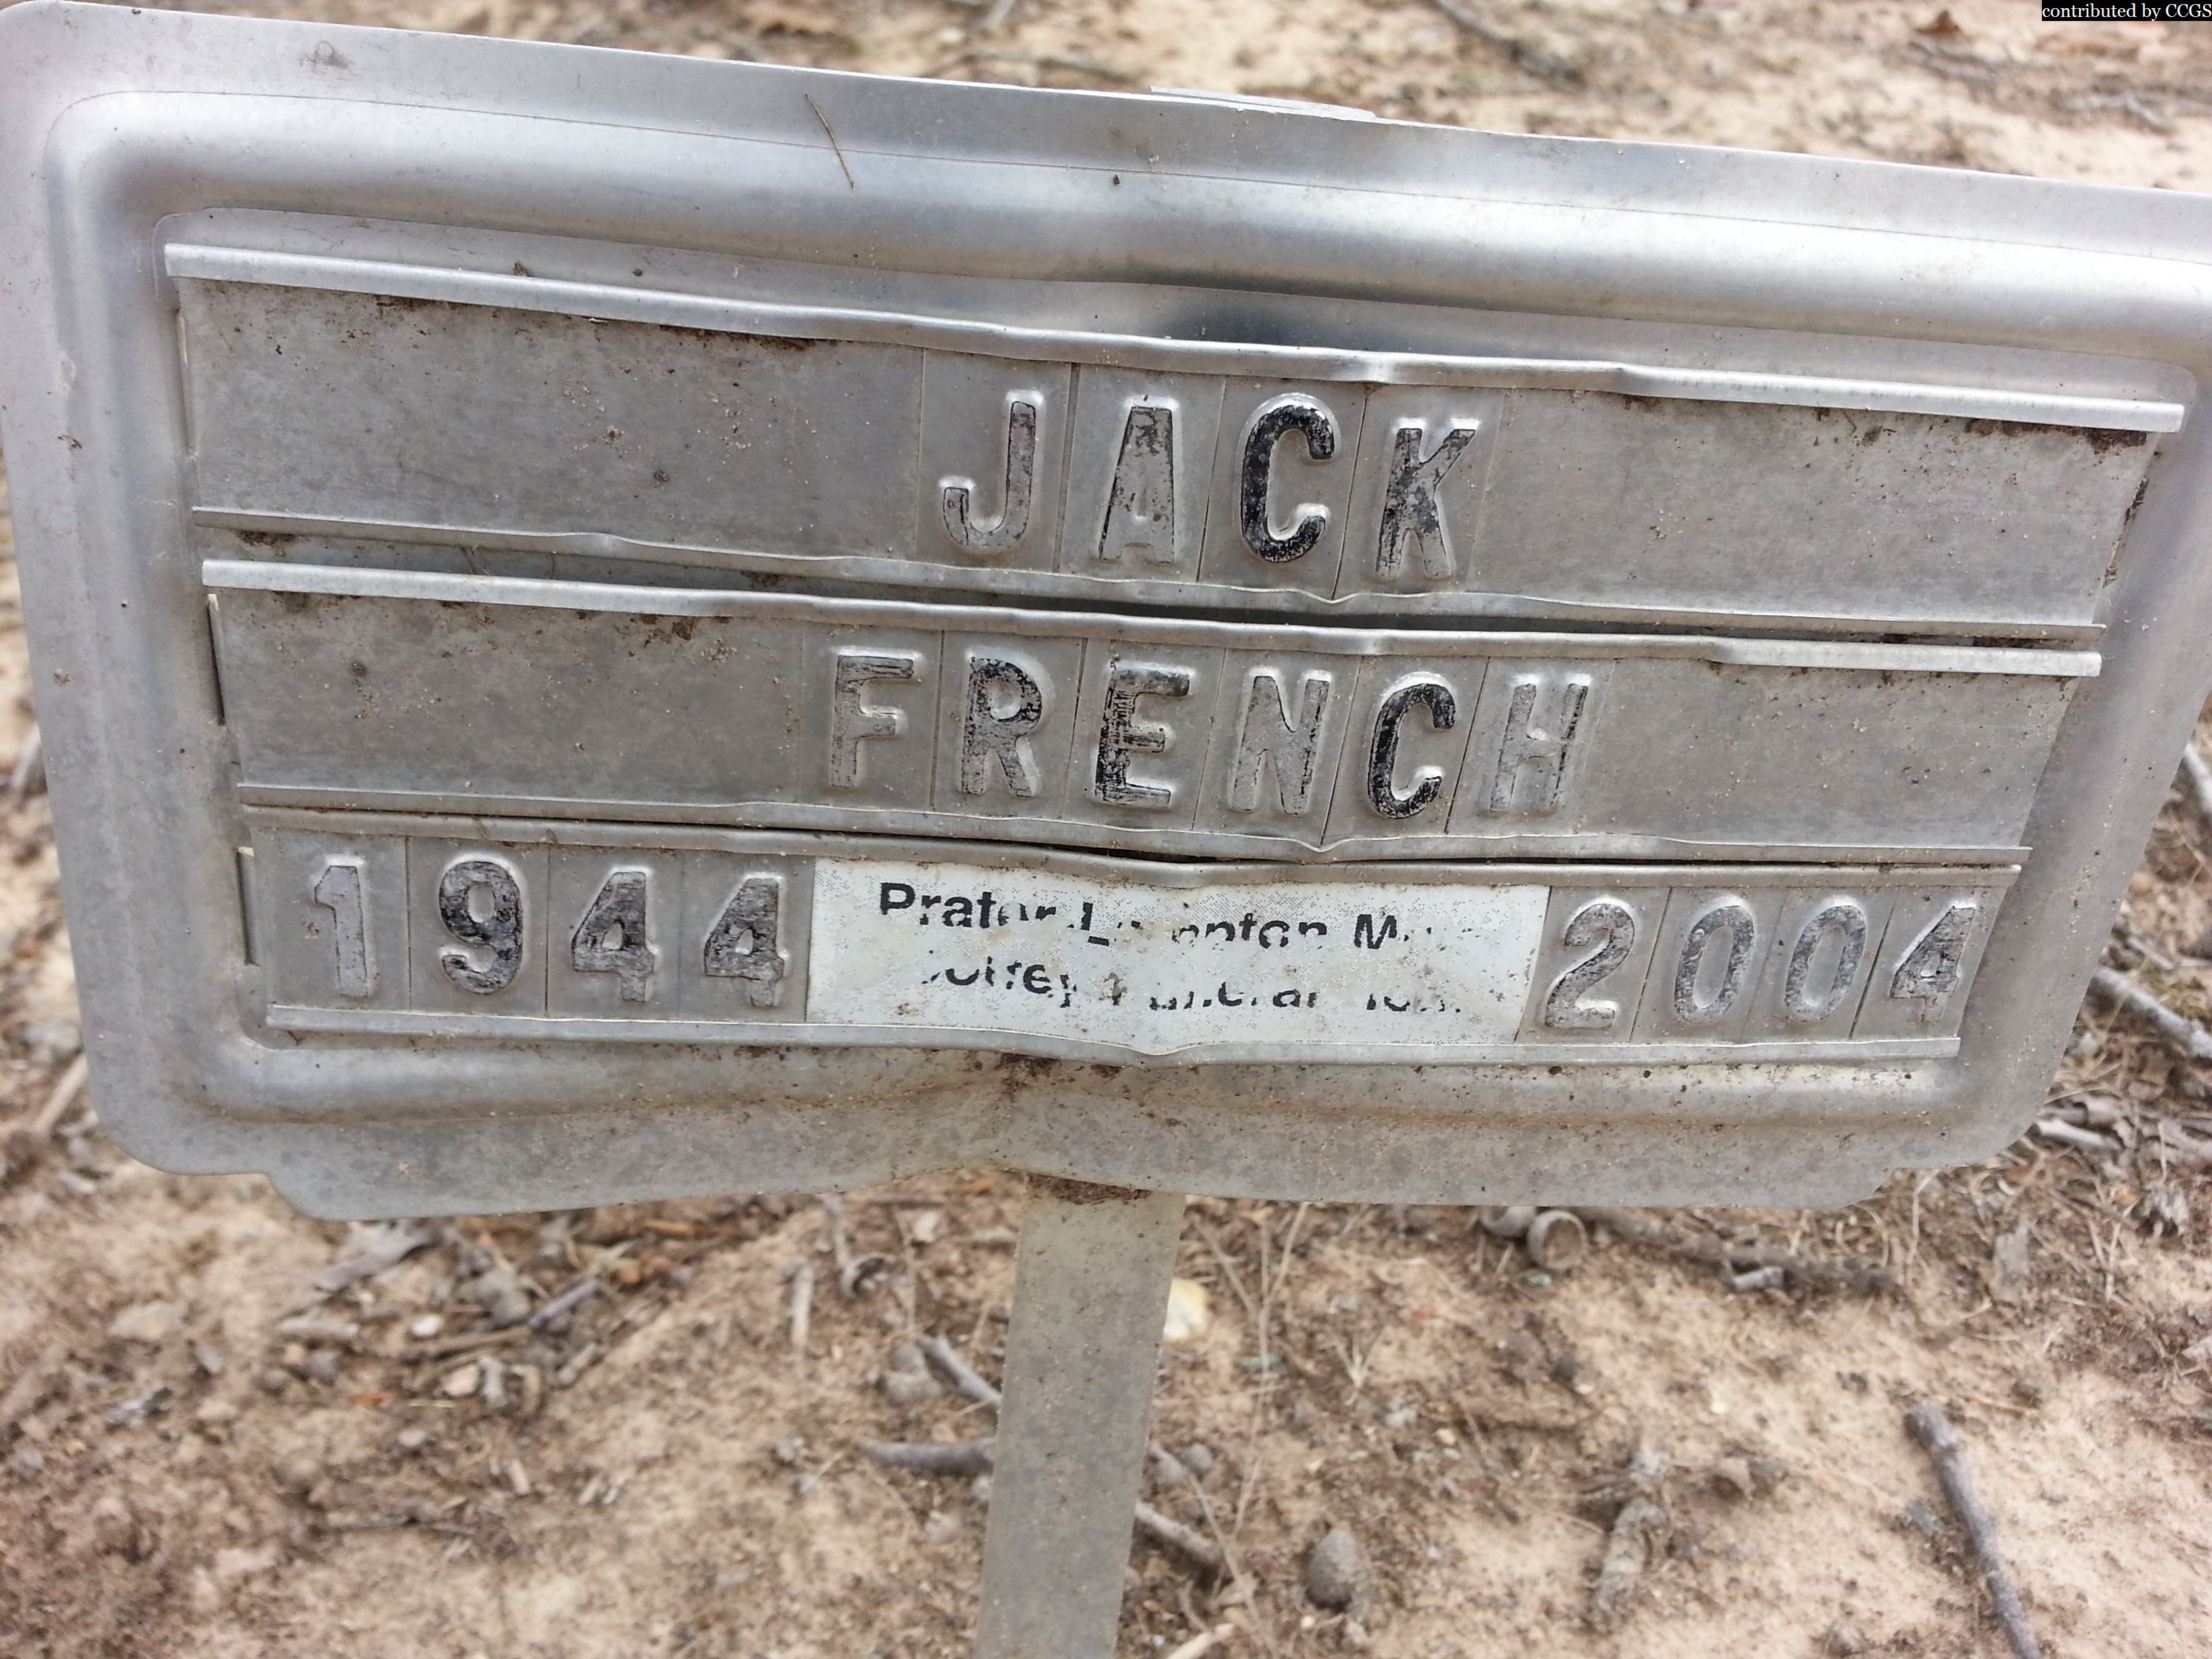 contributed by CCGS
JACK
FRENCH
1944 2004